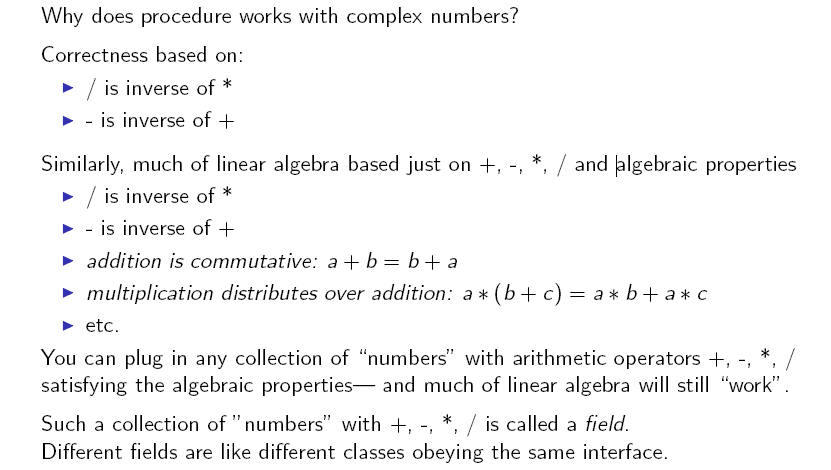 Why does procedure works with complex numbers?
Correctness based on:
▶ / is inverse of *
▶ - is inverse of +
Similarly, much of linear algebra based just on +, -, *, / and algebraic properties
▶ / is inverse of *
▶ - is inverse of +
▶ addition is commutative: a + b = b + a
▶ multiplication distributes over addition: a ∗ (b + c) = a ∗ b + a ∗ c
▶ etc.
You can plug in any collection of “numbers” with arithmetic operators +, -, *, /
satisfying the algebraic properties— and much of linear algebra will still “work”.
Such a collection of ”numbers” with +, -, *, / is called a field.
Different fields are like different classes obeying the same interface.